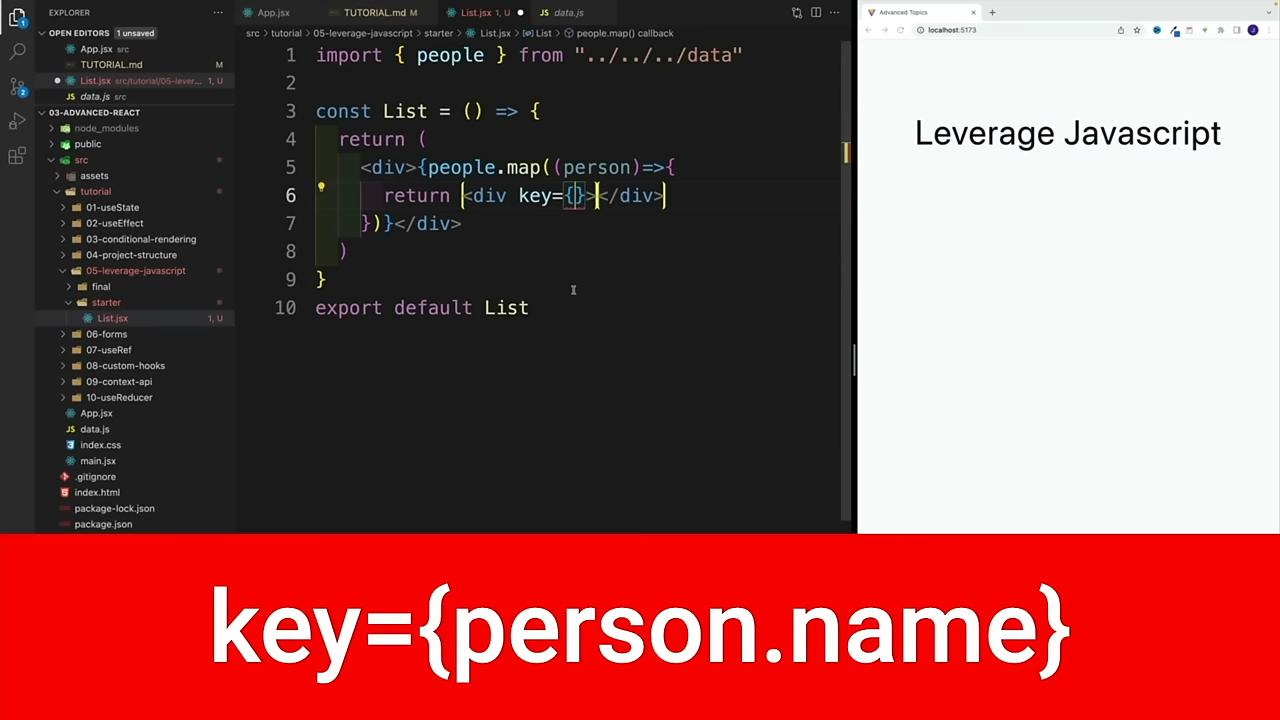 EXPLORER
OPEN EDITORS 1 unsaved
App.jsx src
TUTORIAL.md M
List.jsx src/tutorial/05-lever... 1, U
data.js src
03-ADVANCED-REACT
node_modules
public
src
assets
tutorial
01-useState
02-useEffect
03-conditional-rendering
04-project-structure
05-leverage-javascript
final
starter
List.jsx 1, U
06-forms
07-useRef
08-custom-hooks
09-context-api
10-useReducer
App.jsx
data.js
index.css
main.jsx
.gitignore
index.html
package-lock.json
package.json
App.jsx TUTORIAL.md M List.jsx 1, U data.js
src > tutorial > 05-leverage-javascript > starter > List.jsx > List > people.map() callback
1 import { people } from "../../../data"
2
3 const List = () => {
4 return (
5 <div>{people.map((person)=>{
6 return <div key={}></div>
7 })}</div>
8 )
9 }
10 export default List
Advanced Topics
localhost:5173
Leverage Javascript
key={person.name}